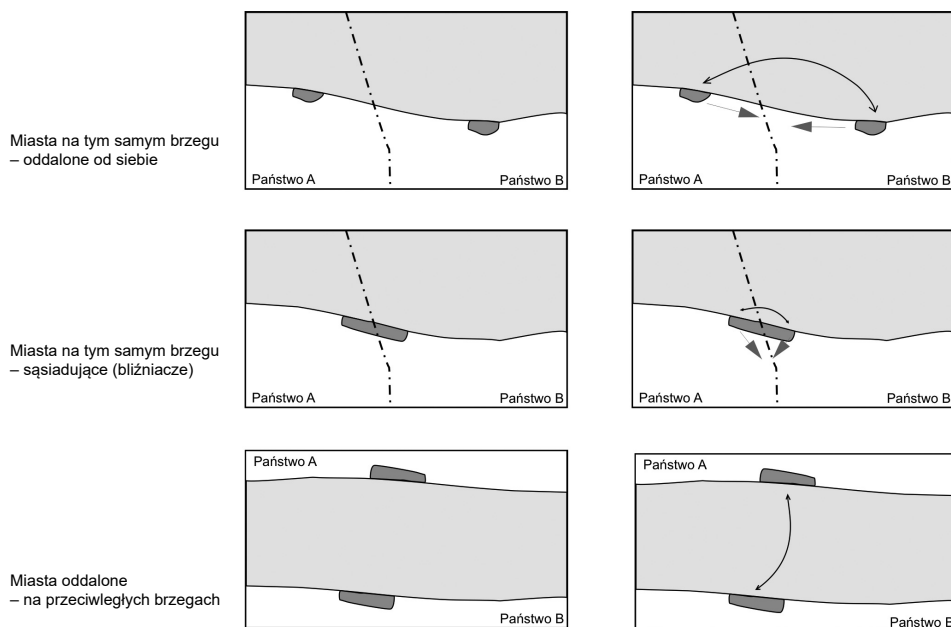 Miasta na tym samym brzegu
– oddalone od siebie
Państwo A
Państwo B
Państwo A
Państwo B
Miasta na tym samym brzegu
– sąsiadujące (bliźniacze)
Państwo A
Państwo B
Państwo A
Państwo B
Miasta oddalone
– na przeciwległych brzegach
Państwo A
Państwo B
Państwo A
Państwo B